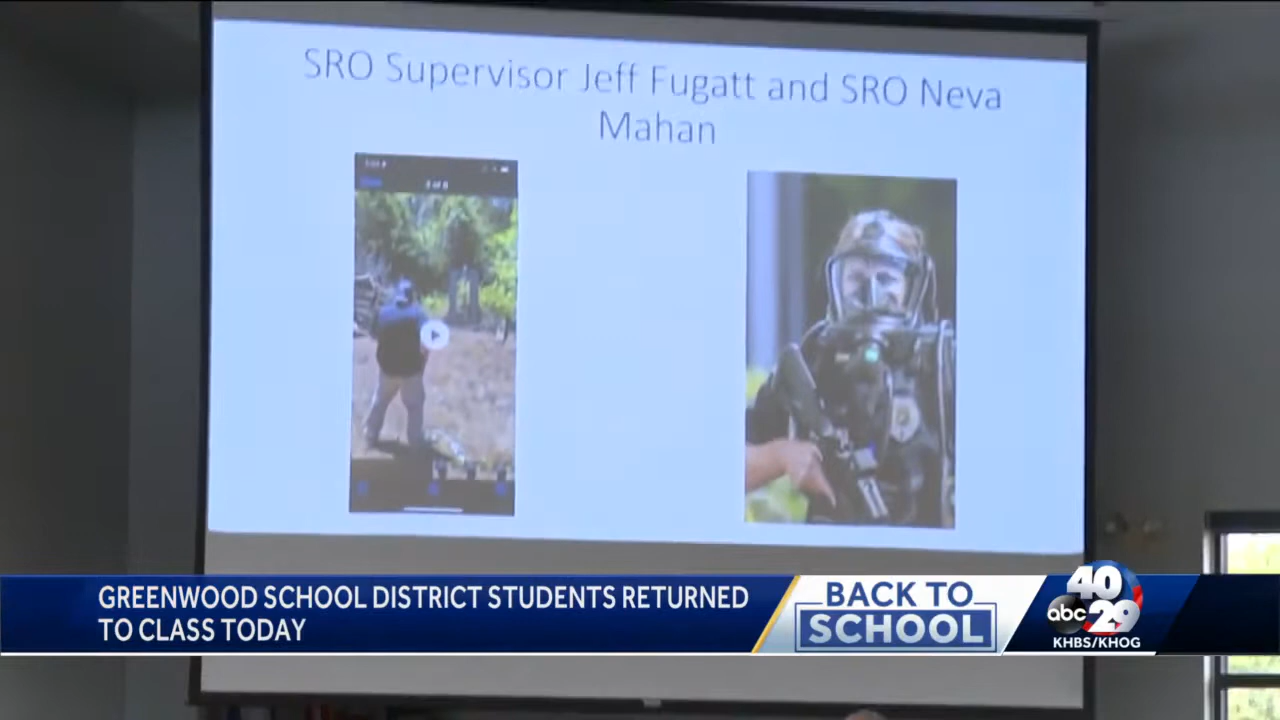 SRO Supervisor Jeff Fugatt and SRO Neva
Mahan
GREENWOOD SCHOOL DISTRICT STUDENTS RETURNED
TO CLASS TODAY
BACK TO
SCHOOL
40
abc 29
KHBS/KHOG